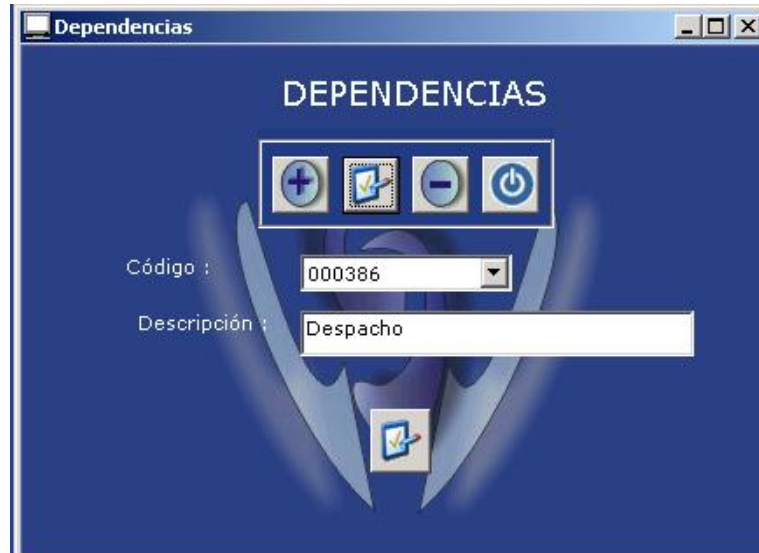 Dependencias
DEPENDENCIAS
Código :
000386
Descripción :
Despacho